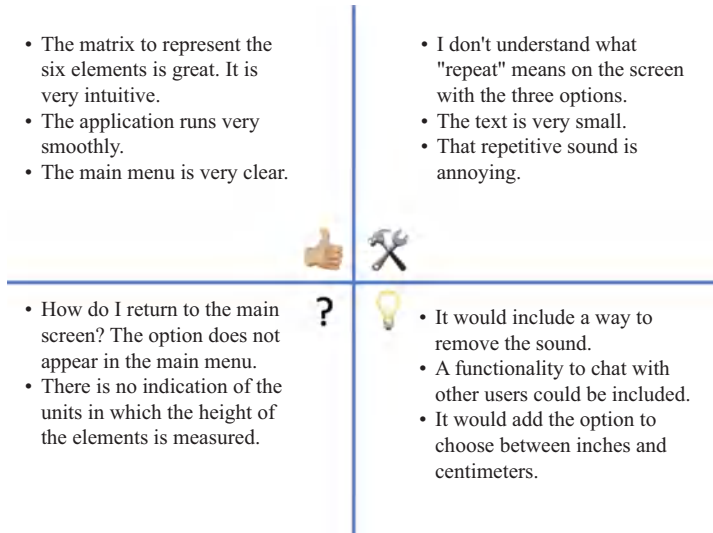 • The matrix to represent the
six elements is great. It is
very intuitive.
• The application runs very
smoothly.
• The main menu is very clear.
• I don't understand what
"repeat" means on the screen
with the three options.
• The text is very small.
• That repetitive sound is
annoying.
• How do I return to the main
screen? The option does not
appear in the main menu.
• There is no indication of the
units in which the height of
the elements is measured.
?
• It would include a way to
remove the sound.
• A functionality to chat with
other users could be included.
• It would add the option to
choose between inches and
centimeters.